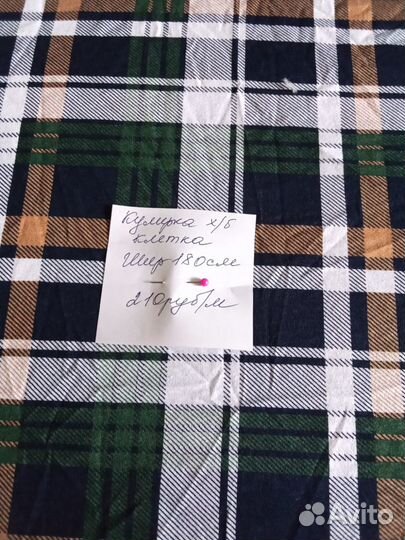 Кулирка х/б
клетка
Шир 180см
210руб/м
Avito